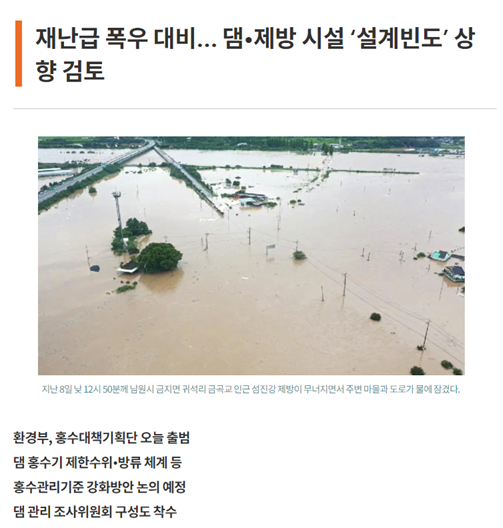 재난급 폭우 대비… 댐•제방 시설 ‘설계빈도’ 상
향 검토
지난 8일 낮 12시 50분께 남원시 금지면 귀석리 금곡교 인근 섬진강 제방이 무너지면서 주변 마을과 도로가 물에 잠겼다.
환경부, 홍수대책기획단 오늘 출범
댐 홍수기 제한수위•방류 체계 등
홍수관리기준 강화방안 논의 예정
댐 관리 조사위원회 구성도 착수